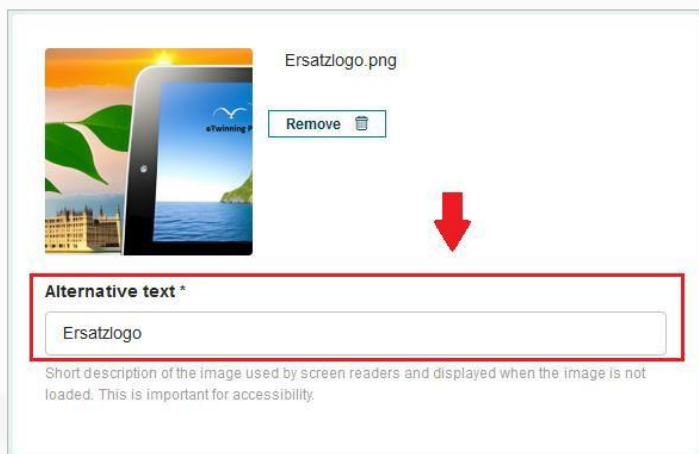 Ersatzlogo.png
eTwinning P
Remove
Alternative text *
Ersatzlogo
Short description of the image used by screen readers and displayed when the image is not
loaded. This is important for accessibility.